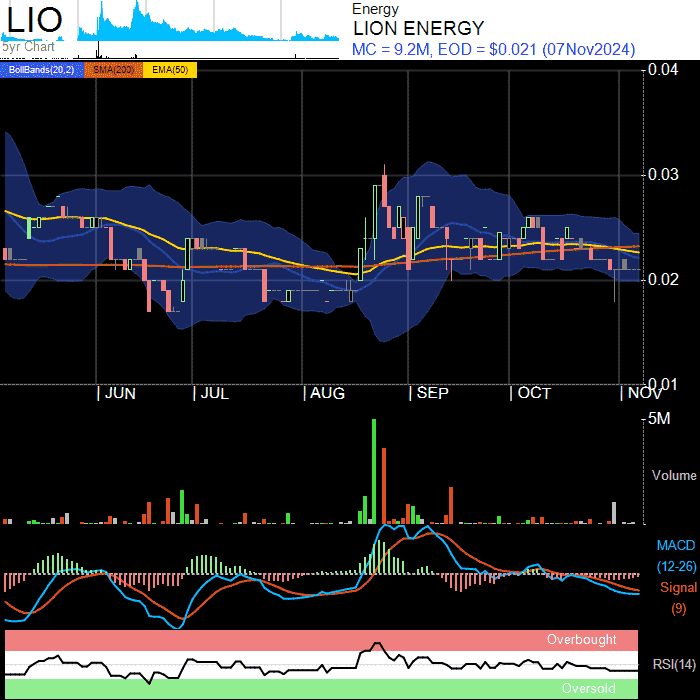 LIO
5yr Chart
Energy
LION ENERGY
MC = 9.2M, EOD = $0.021 (07Nov2024)
BollBands(20,2) SMA(200) EMA(50)
0.04
0.03
0.02
0.01
JUN JUL AUG SEP OCT NOV
5M
Volume
MACD
(12-26)
Signal
(9)
Overbought
RSI(14)
Oversold